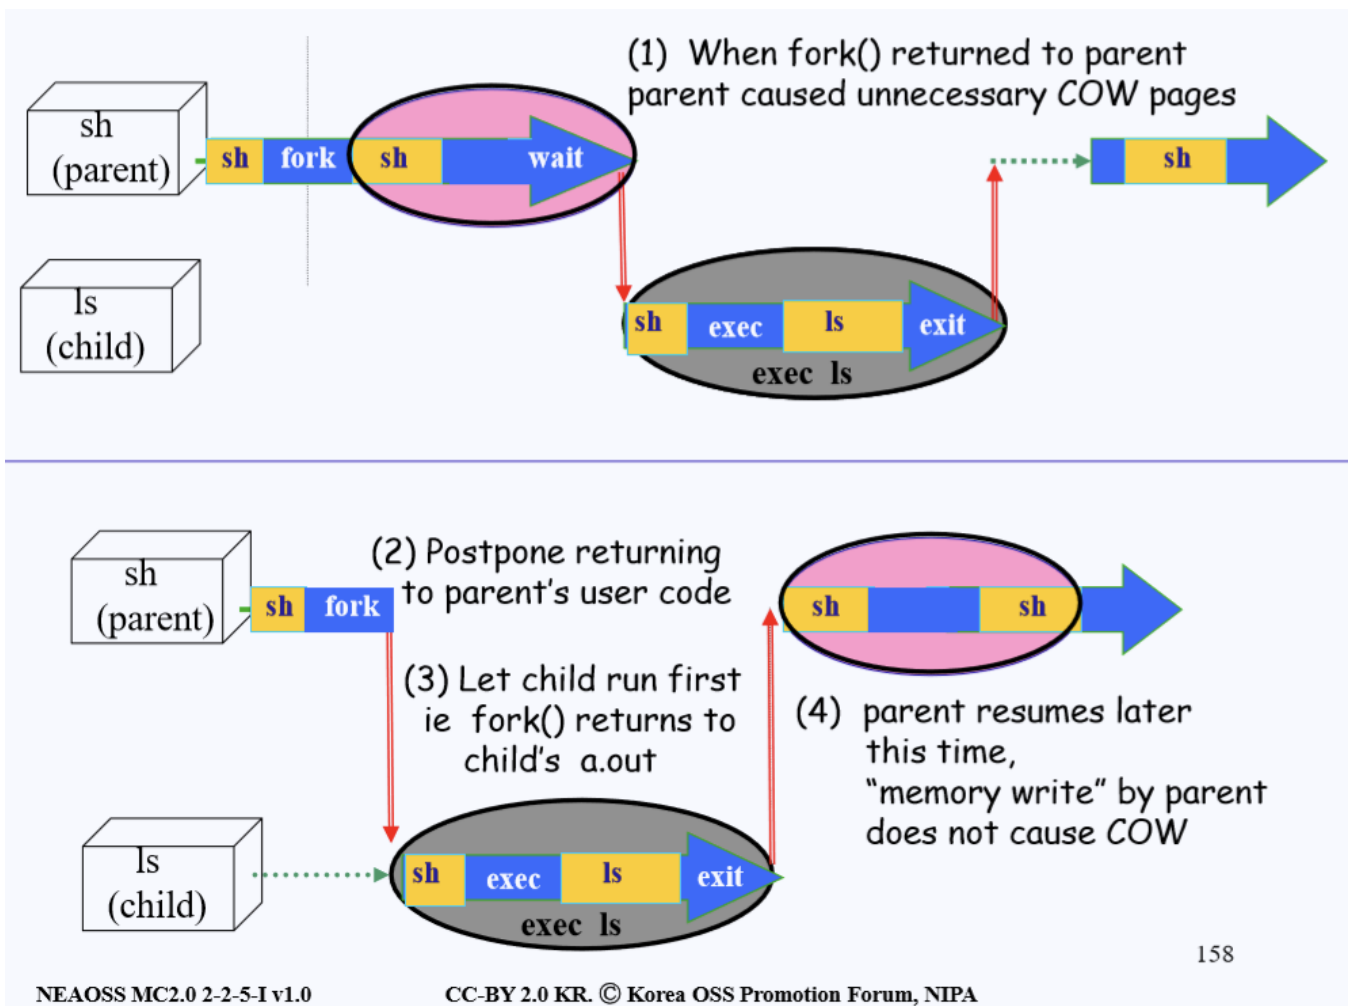 (1) When fork() returned to parent
parent caused unnecessary COW pages
sh
(parent)
sh fork sh wait
sh
ls
(child)
sh exec ls exit
exec ls
sh
(parent)
sh fork
(2) Postpone returning
to parent's user code
sh sh
(3) Let child run first
ie fork() returns to
child's a.out
(4) parent resumes later
this time,
"memory write" by parent
does not cause COW
ls
(child)
sh exec ls exit
exec ls
158
NEAOSS MC2.0 2-2-5-I v1.0 CC-BY 2.0 KR. © Korea OSS Promotion Forum, NIPA